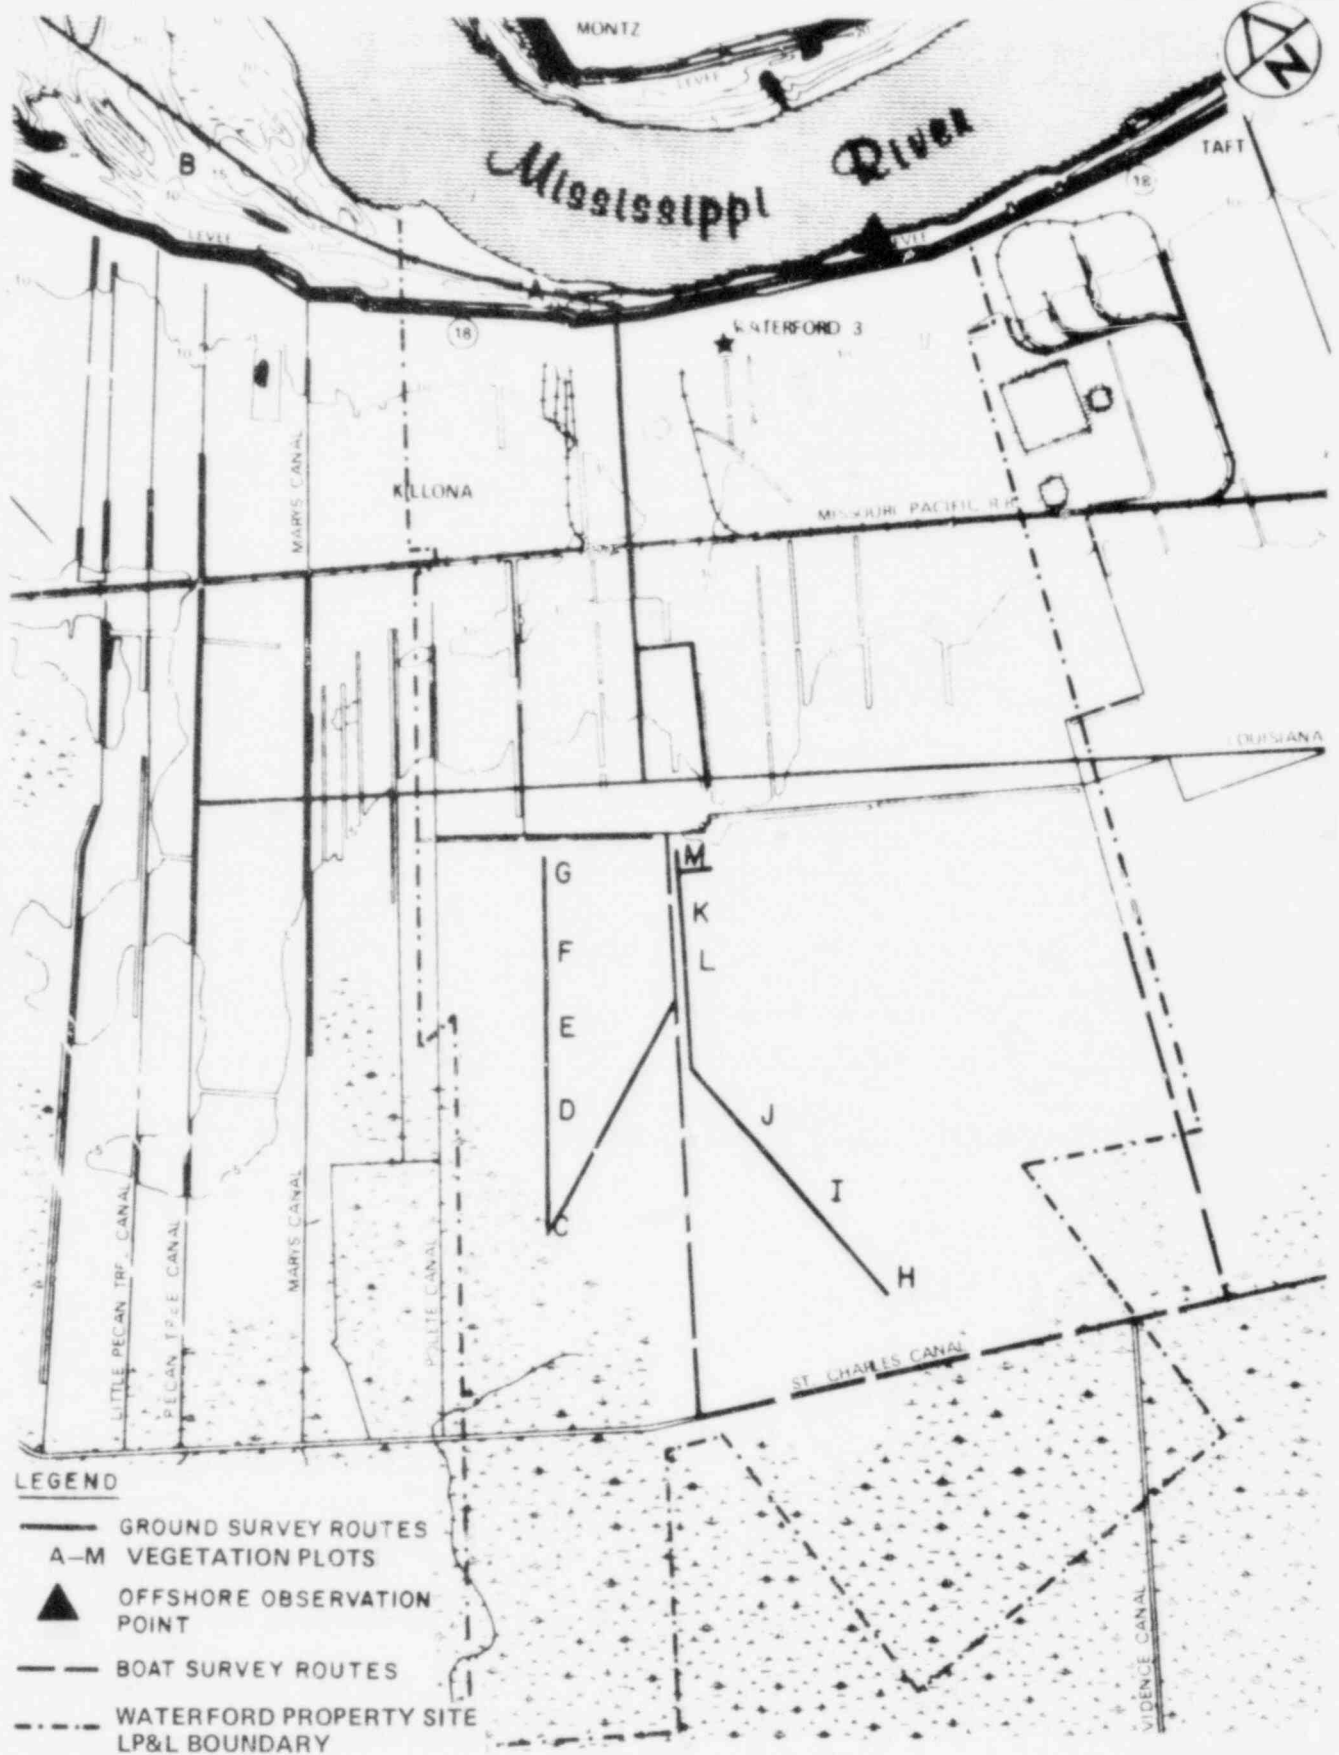 MONTZ
N
LEVEE
Mississippi River
TAFT
18
B
LEVEE
LEVEE
A
18
WATERFORD 3
MARYS CANAL
KILLONA
MISSOURI PACIFIC R.R.
LOUISIANA
M
G
K
F
L
E
D
J
I
C
H
LITTLE PECAN TRE CANAL
PECAN TREE CANAL
MARYS CANAL
CANAL
ST. CHARLES CANAL
VIDENCE CANAL
LEGEND
GROUND SURVEY ROUTES
A-M VEGETATION PLOTS
OFFSHORE OBSERVATION
POINT
BOAT SURVEY ROUTES
WATERFORD PROPERTY SITE
LP&L BOUNDARY